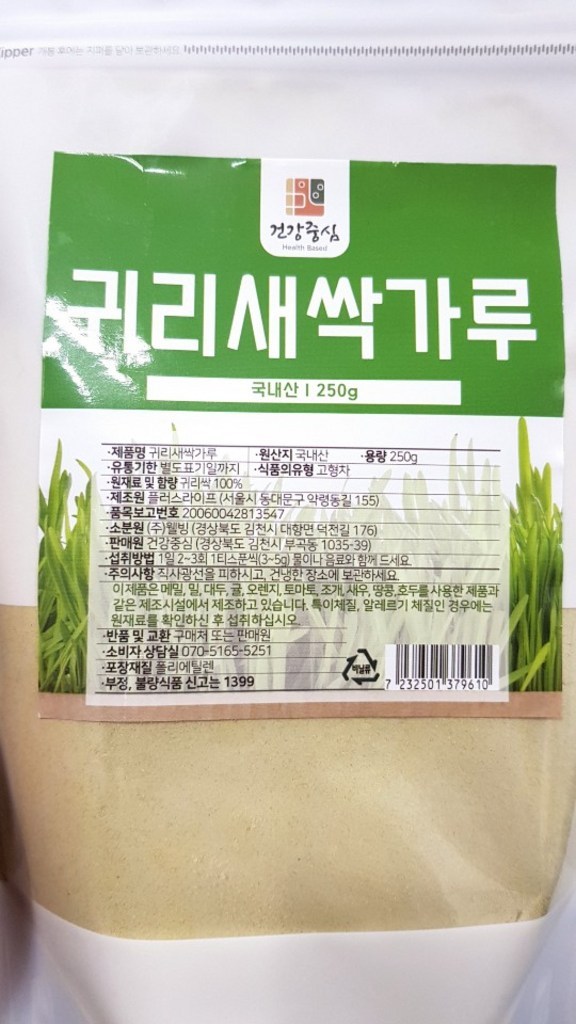 ipper 개봉 후에는 지퍼를 닫아 보관하세요.
건강중심
Health Based
귀리새싹가루
국내산 I 250g
·제품명 귀리새싹가루 ·원산지 국내산 ·용량 250g
·유통기한 별도표기일까지 ·식품의유형 고형차
·원재료 및 함량 귀리싹 100%
·제조원 플러스라이프 (서울시 동대문구 약령동길 155)
·품목보고번호 20060042813547
·소분원 (주)웰빙 (경상북도 김천시 대항면 덕전길 176)
·판매원 건강중심 (경상북도 김천시 부곡동 1035-39)
·섭취방법 1일 2~3회 1티스푼씩(3~5g) 물이나 음료와 함께 드세요
·주의사항 직사광선을 피하시고, 건냉한 장소에 보관하세요
이 제품은 메밀, 밀, 대두, 귤, 오렌지, 토마토, 조개, 새우, 땅콩, 호두를 사용한 제품과
같은 제조시설에서 제조하고 있습니다. 특이체질, 알레르기 체질인 경우에는
원재료를 확인하신 후 섭취하십시오.
·반품 및 교환 구매처 또는 판매원
·소비자 상담실 070-5165-5251
·포장재질 폴리에틸렌
·부정, 불량식품 신고는 1399
비닐류
7 232501 379610